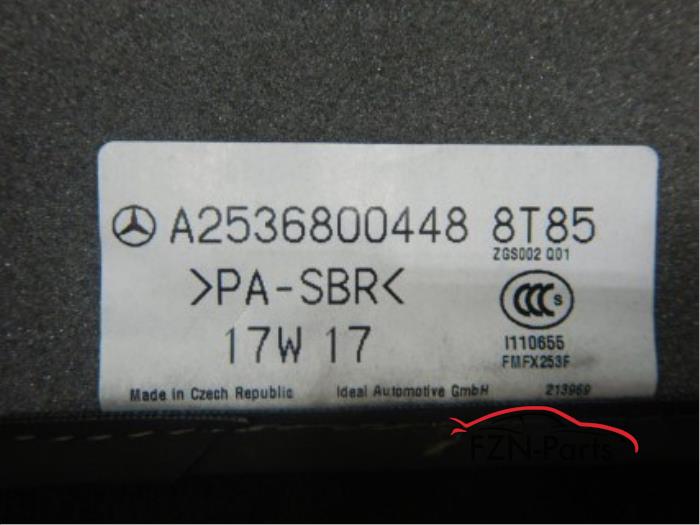 A2536800448 8T85
ZGS002 Q01
>PA-SBR<
CCC S
17W 17
I110655
FMFX253F
Made in Czech Republic Ideal Automotive GmbH 213969
FZN-Parts